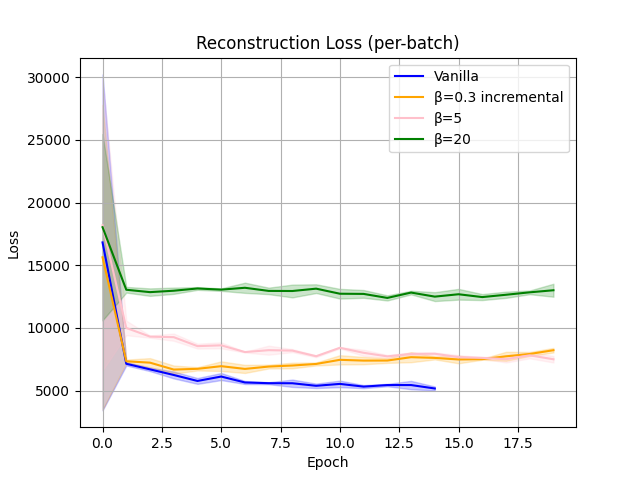 Reconstruction Loss (per-batch)
Vanilla
β=0.3 incremental
β=5
β=20
Loss
30000
25000
20000
15000
10000
5000
0.0 2.5 5.0 7.5 10.0 12.5 15.0 17.5
Epoch